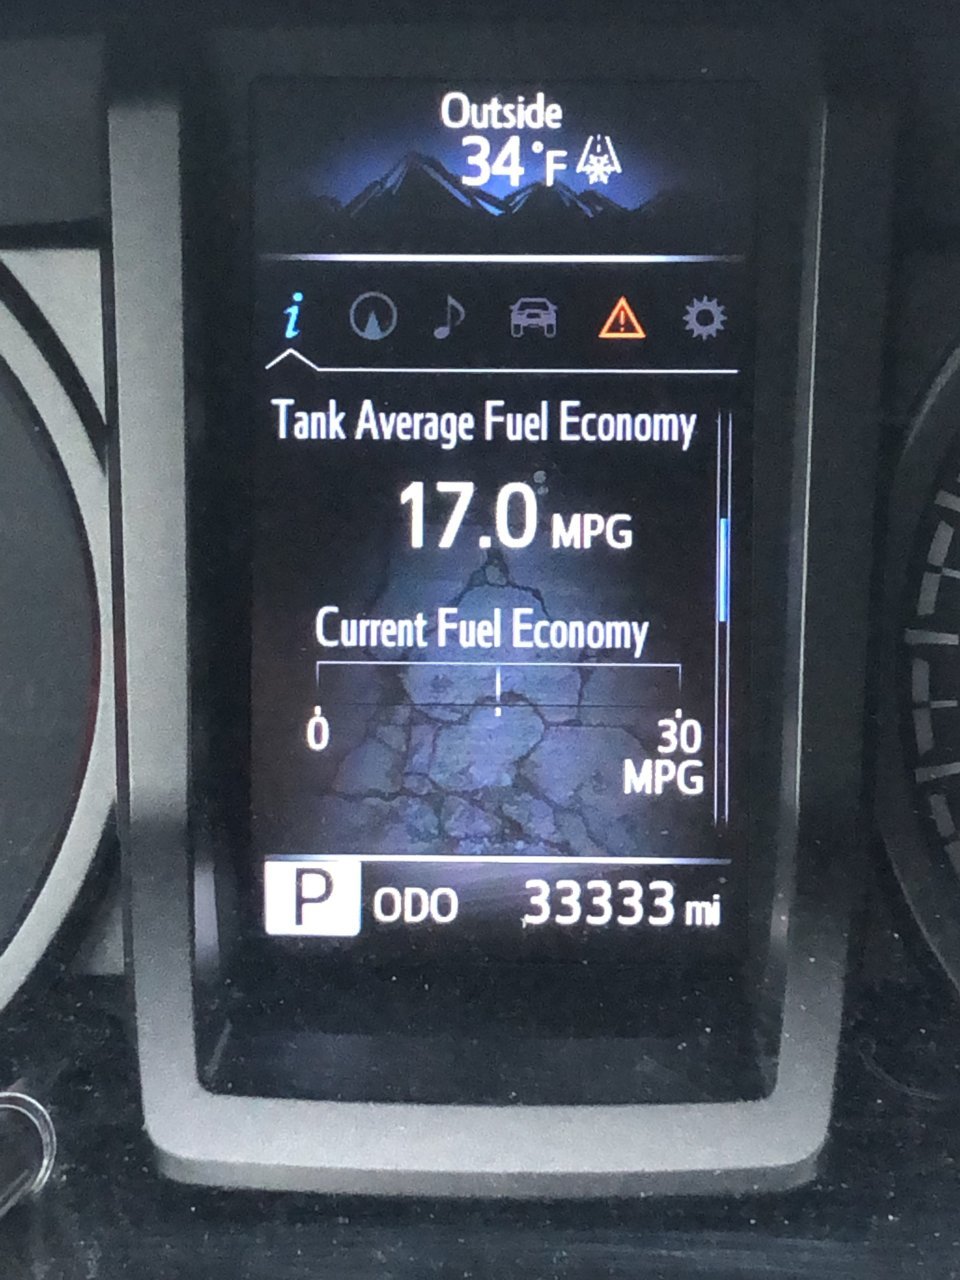 Outside
34°F
i
Tank Average Fuel Economy
17.0 MPG
Current Fuel Economy
0 30
MPG
P ODO 33333 mi